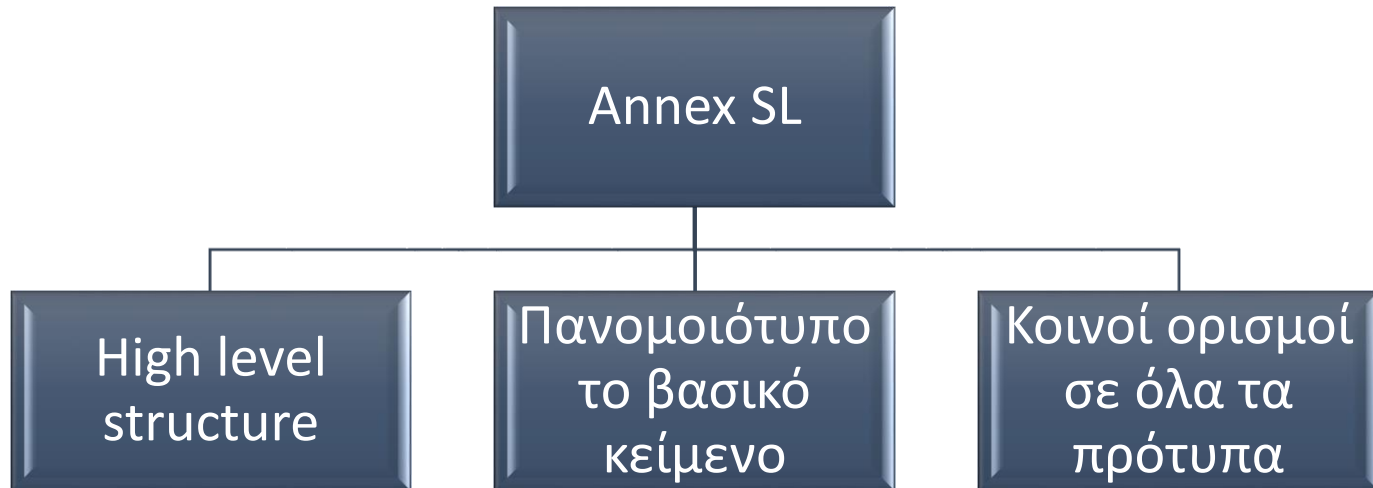 Annex SL
High level
structure
Πανομοιότυπο
το βασικό
κείμενο
Κοινοί ορισμοί
σε όλα τα
πρότυπα